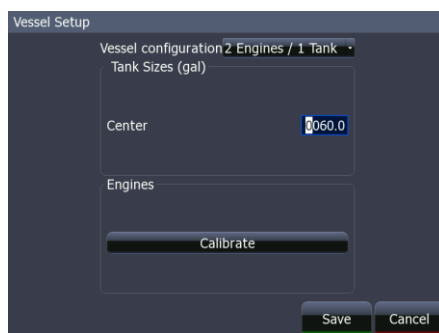 Vessel Setup
Vessel configuration 2 Engines / 1 Tank
Tank Sizes (gal)
Center 0060.0
Engines
Calibrate
Save Cancel